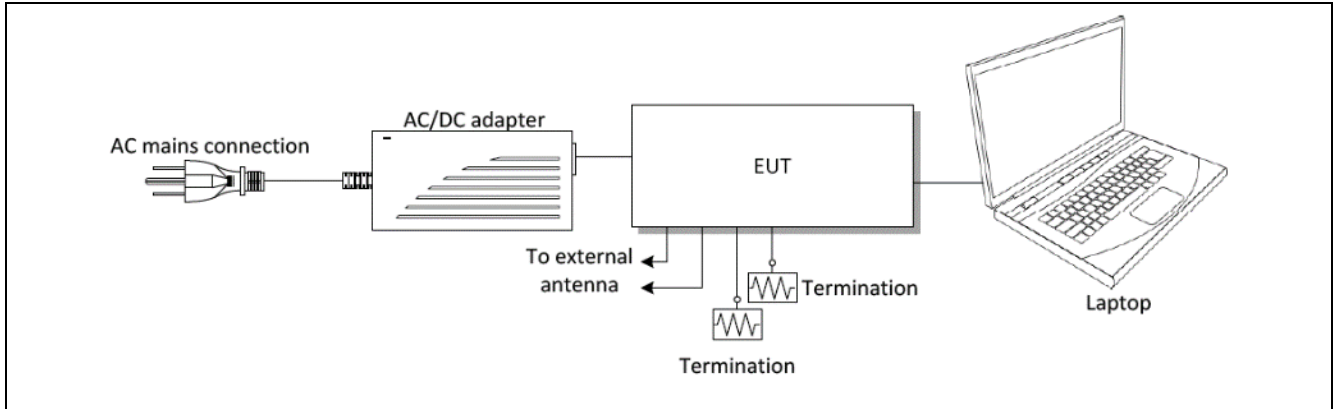 AC mains connection
AC/DC adapter
EUT
To external
antenna
Termination
Termination
Laptop